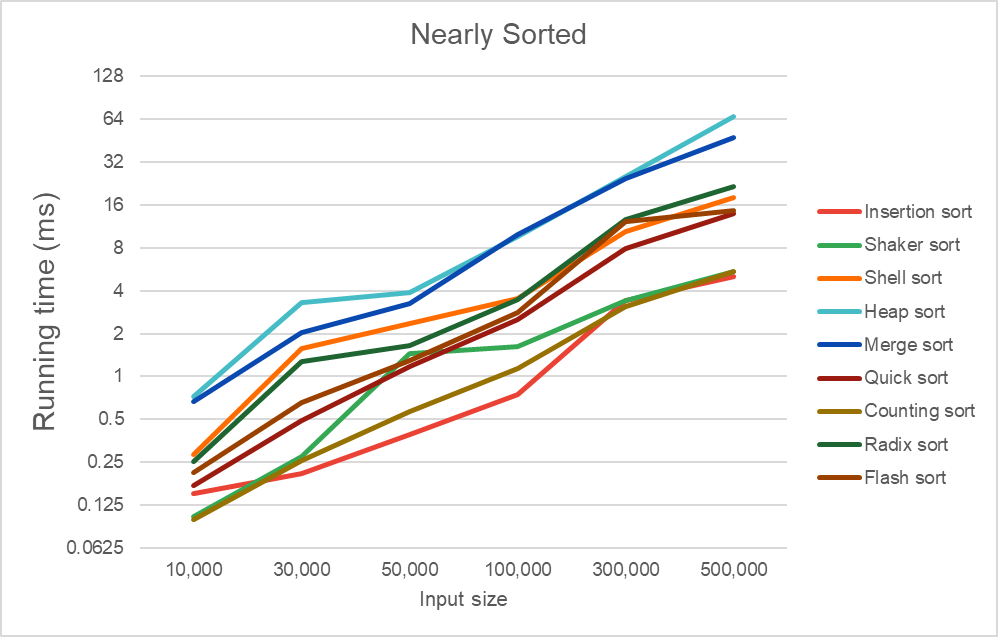 Nearly Sorted
128
64
32
16
8
4
2
1
0.5
0.25
0.125
0.0625
Running time (ms)
10,000 30,000 50,000 100,000 300,000 500,000
Input size
Insertion sort
Shaker sort
Shell sort
Heap sort
Merge sort
Quick sort
Counting sort
Radix sort
Flash sort